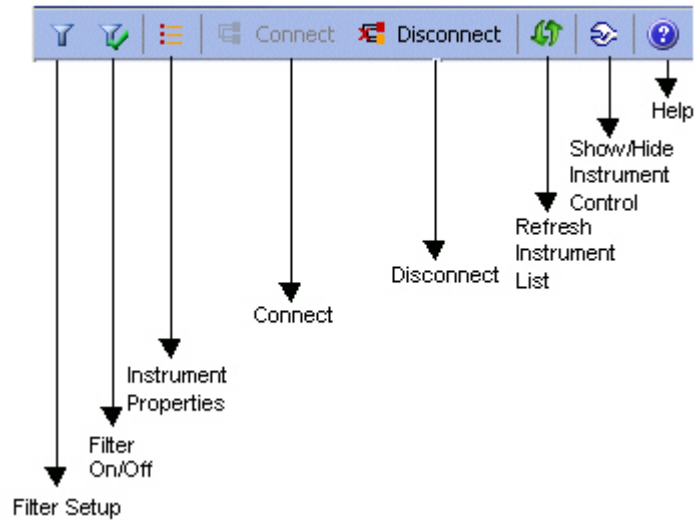 Connect
Disconnect
Help
Show/Hide
Instrument
Control
Refresh
Instrument
List
Disconnect
Connect
Instrument
Properties
Filter
On/Off
Filter Setup